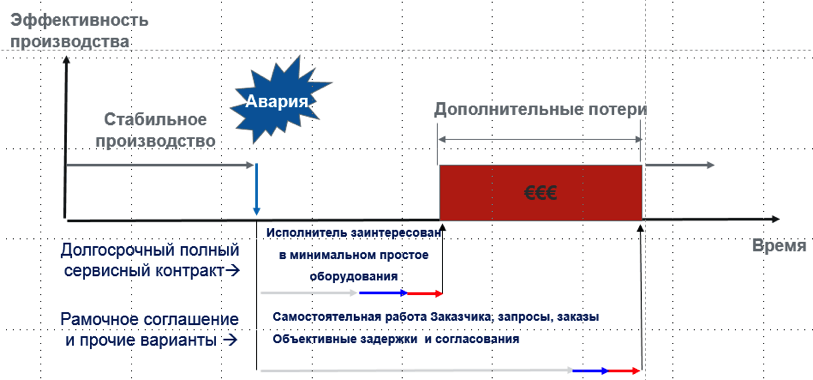 Эффективность
производства
Авария
Стабильное
производство
Дополнительные потери
€€€
Время
Долгосрочный полный
сервисный контракт→
Исполнитель заинтересован
в минимальном простое
оборудования
Рамочное соглашение
и прочие варианты →
Самостоятельная работа Заказчика, запросы, заказы
Объективные задержки и согласования